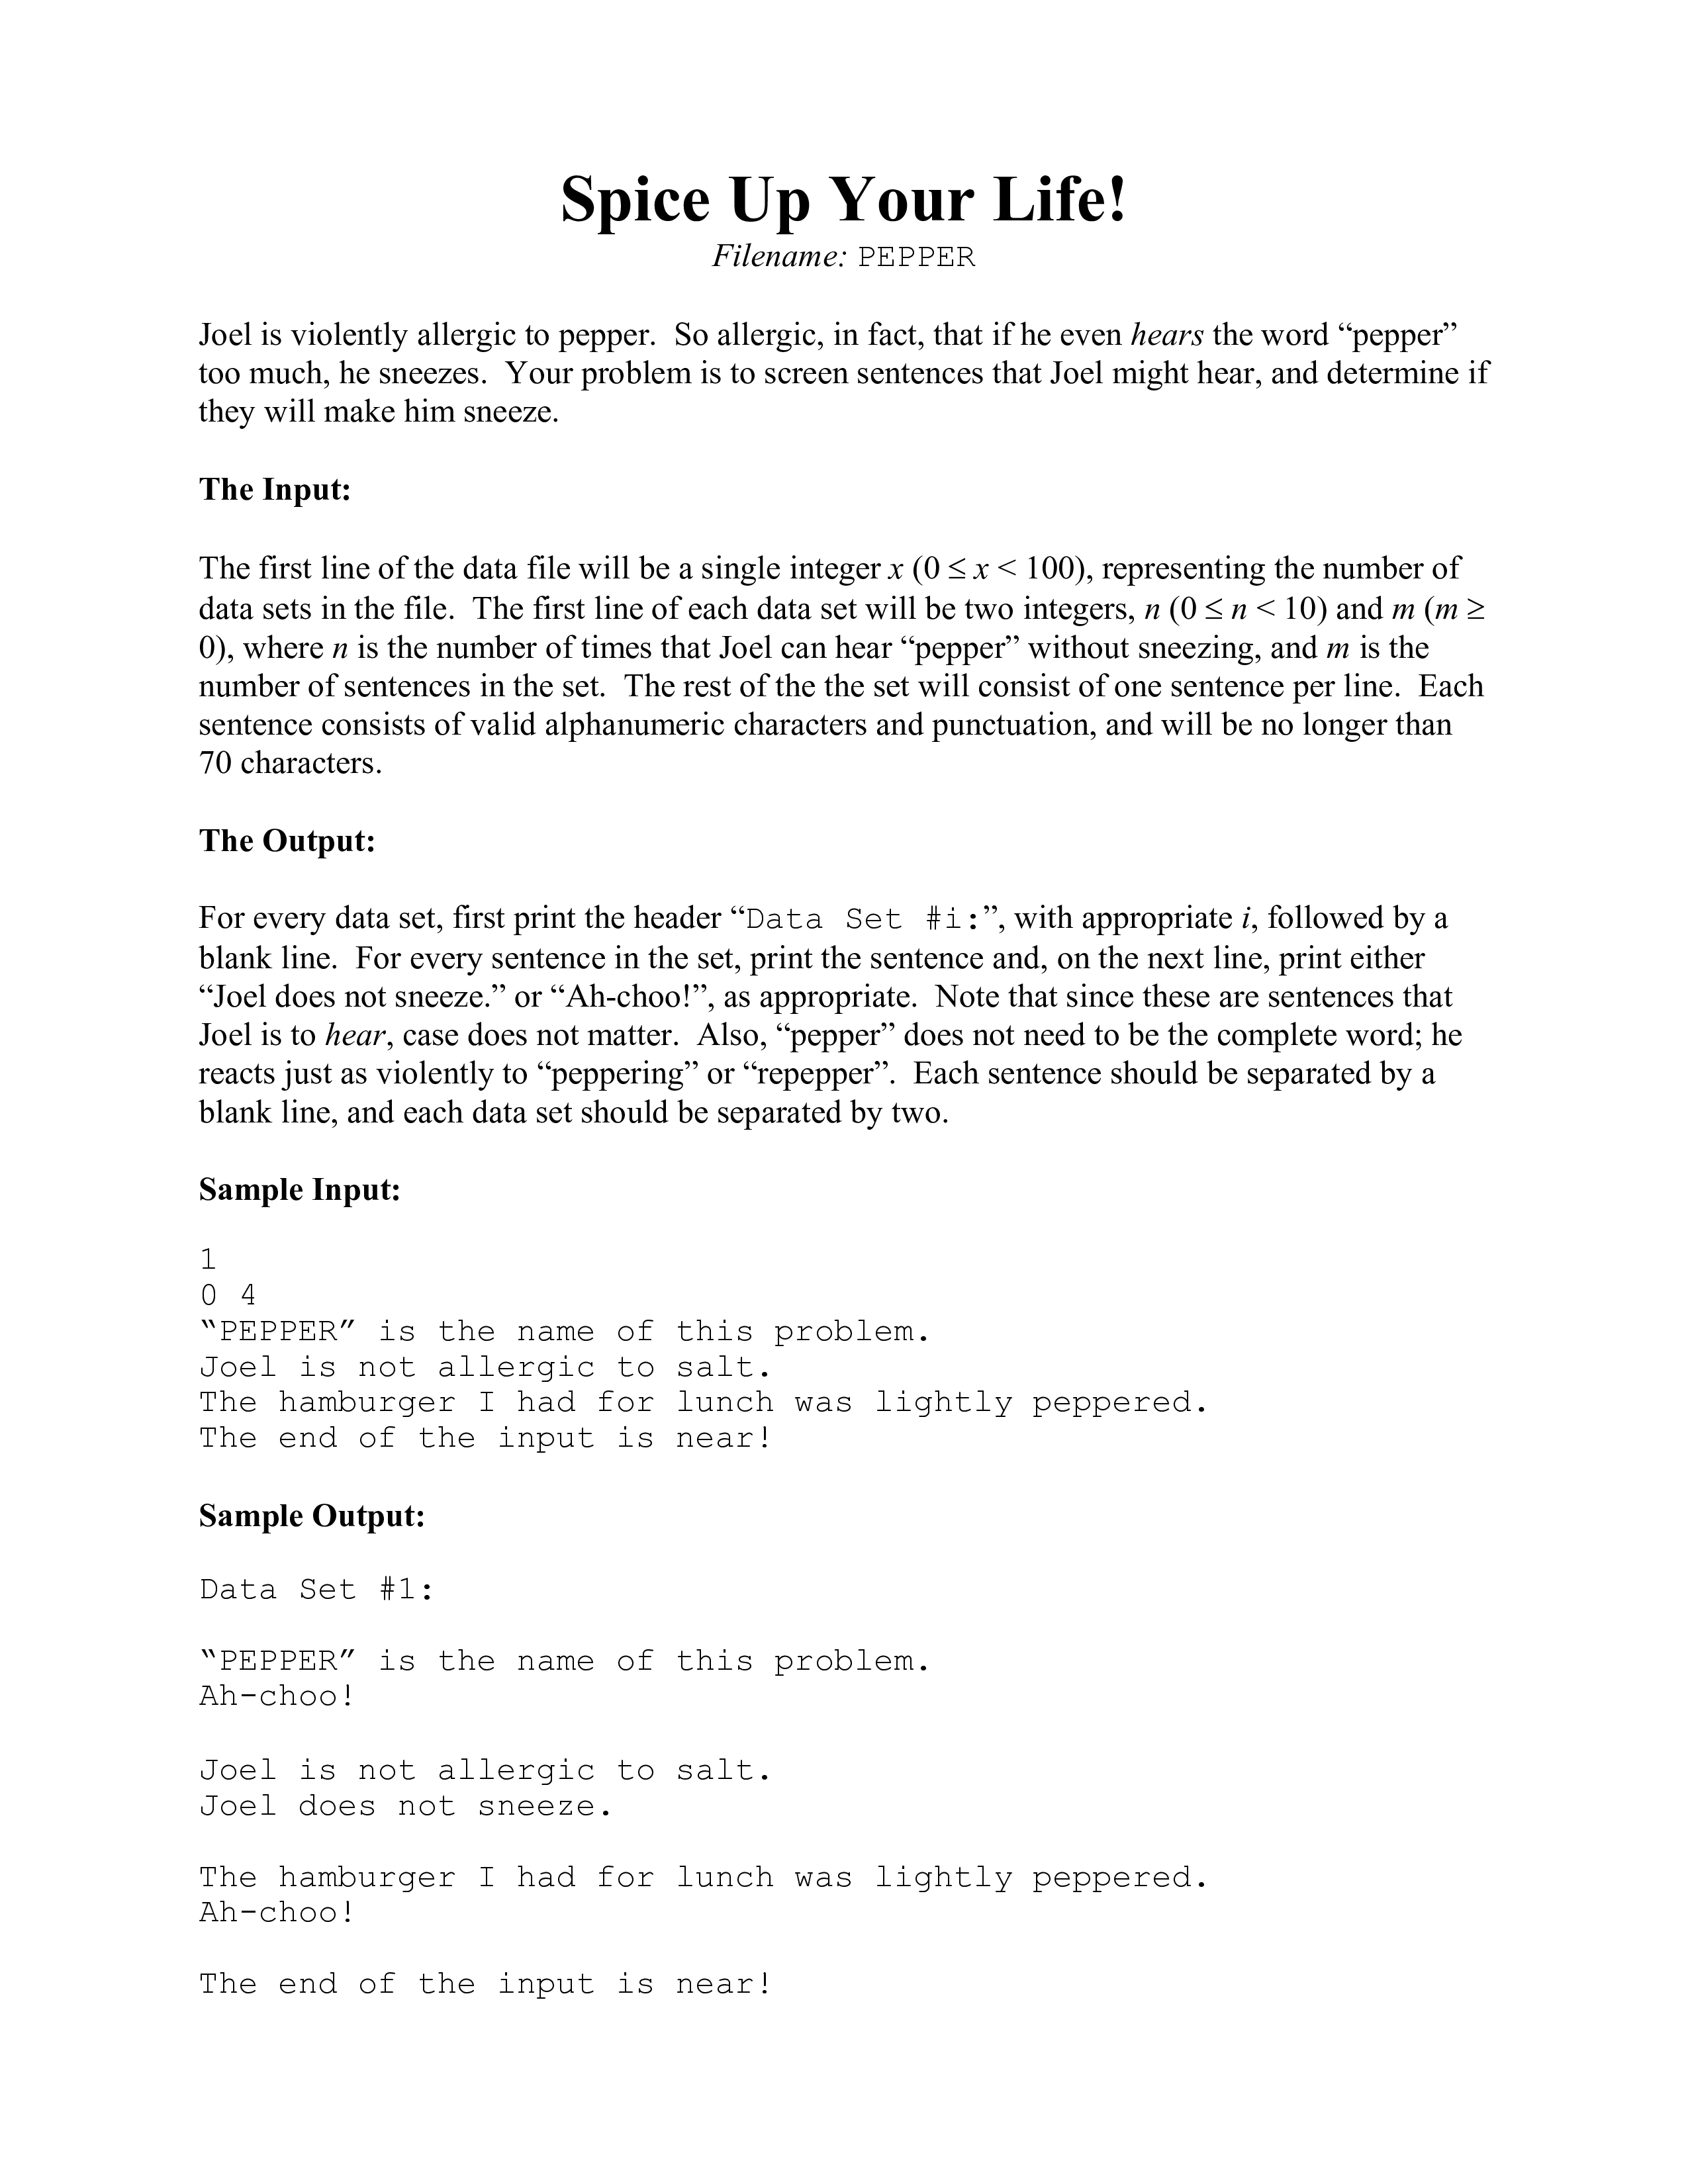 Spice Up Your Life!
Filename: PEPPER
Joel is violently allergic to pepper.  So allergic, in fact, that if he even hears the word “pepper”
too much, he sneezes.  Your problem is to screen sentences that Joel might hear, and determine if
they will make him sneeze.
The Input:
The first line of the data file will be a single integer x (0 ≤ x < 100), representing the number of
data sets in the file.  The first line of each data set will be two integers, n (0 ≤ n < 10) and m (m ≥
0), where n is the number of times that Joel can hear “pepper” without sneezing, and m is the
number of sentences in the set.  The rest of the the set will consist of one sentence per line.  Each
sentence consists of valid alphanumeric characters and punctuation, and will be no longer than
70 characters.
The Output:
For every data set, first print the header “Data Set #i:”, with appropriate i, followed by a
blank line.  For every sentence in the set, print the sentence and, on the next line, print either
“Joel does not sneeze.” or “Ah-choo!”, as appropriate.  Note that since these are sentences that
Joel is to hear, case does not matter.  Also, “pepper” does not need to be the complete word; he
reacts just as violently to “peppering” or “repepper”.  Each sentence should be separated by a
blank line, and each data set should be separated by two.
Sample Input:
1
0 4
“PEPPER” is the name of this problem.
Joel is not allergic to salt.
The hamburger I had for lunch was lightly peppered.
The end of the input is near!
Sample Output:
Data Set #1:
“PEPPER” is the name of this problem.
Ah-choo!
Joel is not allergic to salt.
Joel does not sneeze.
The hamburger I had for lunch was lightly peppered.
Ah-choo!
The end of the input is near!